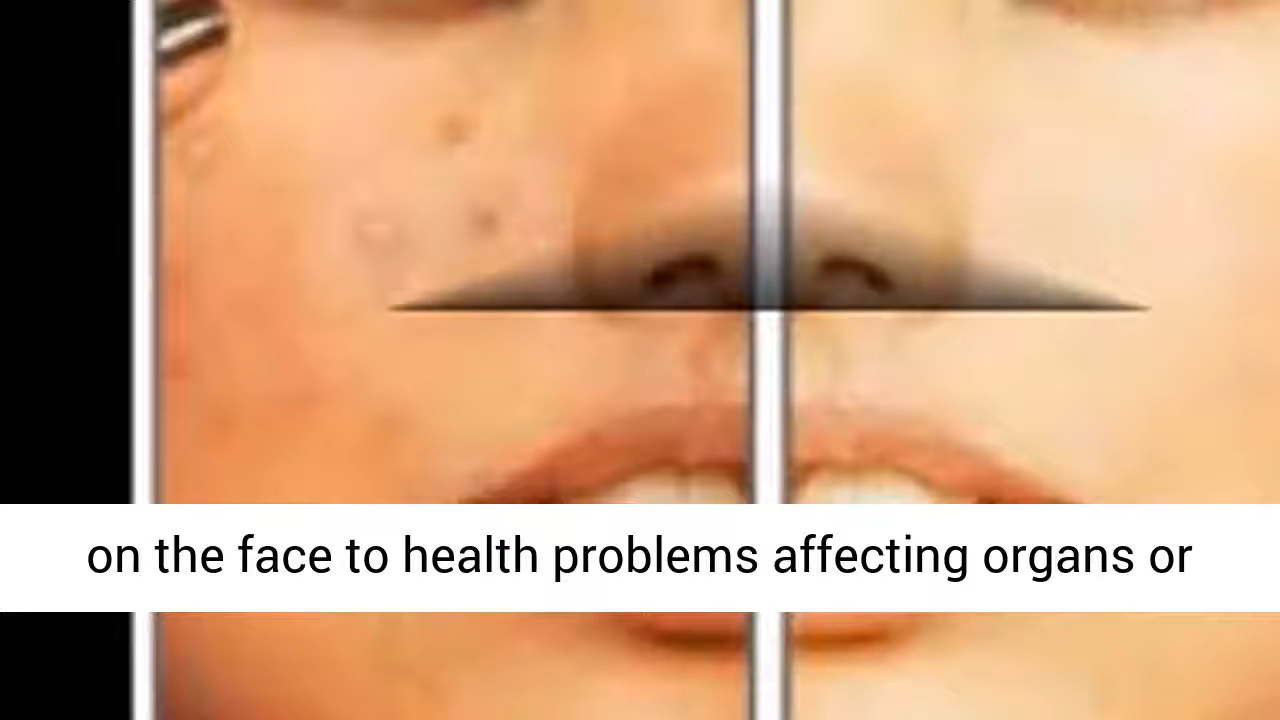 on the face to health problems affecting organs or